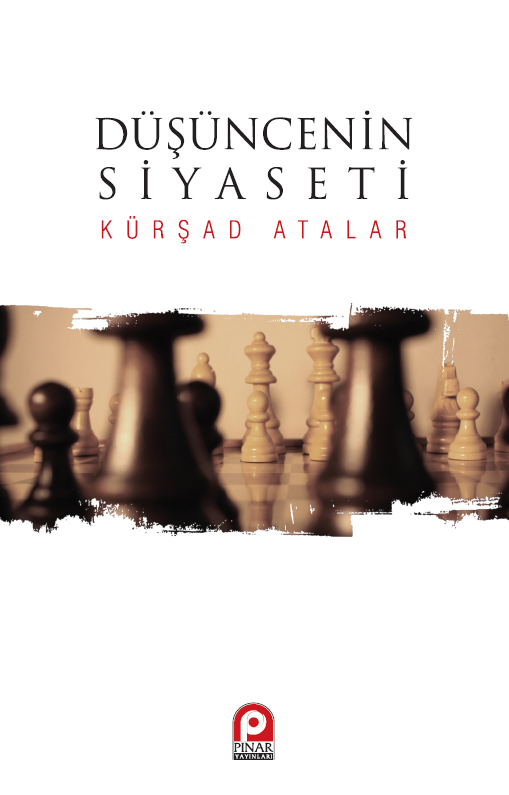 DÜŞÜNCENİN
SİYASETİ
KÜRŞAD ATALAR
PINAR
YAYINLARI